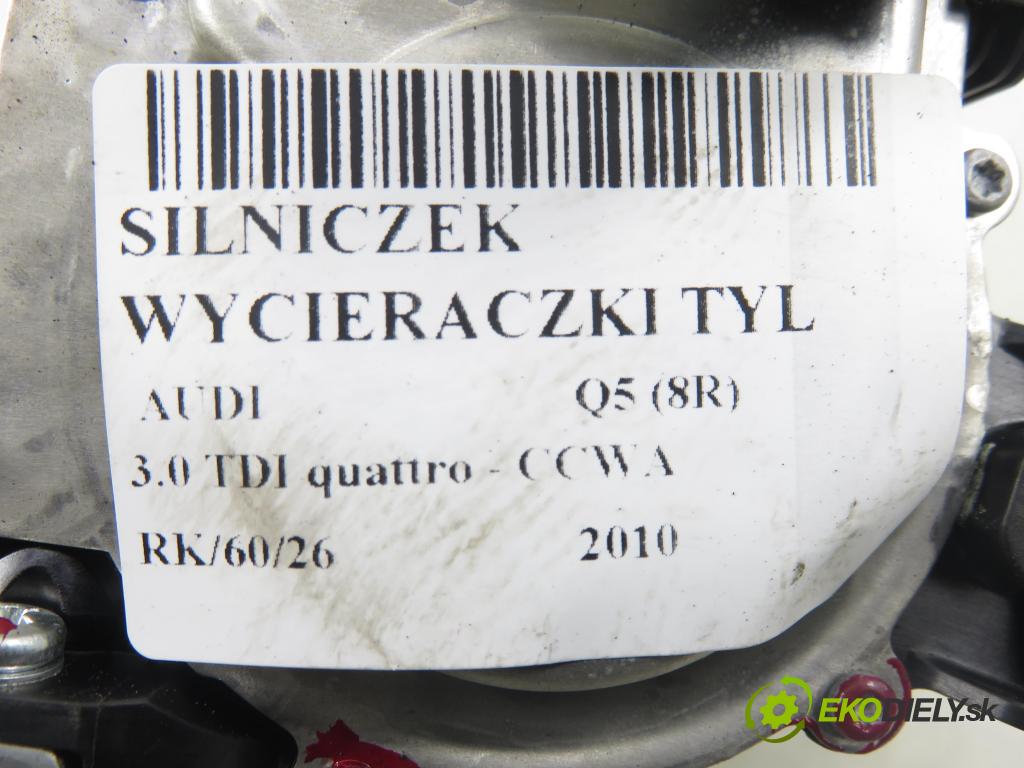 SILNICZEK
WYCIERACZKI TYL
AUDI Q5 (8R)
3.0 TDI quattro - CCWA
RK/60/26 2010
EKODIELY.sk